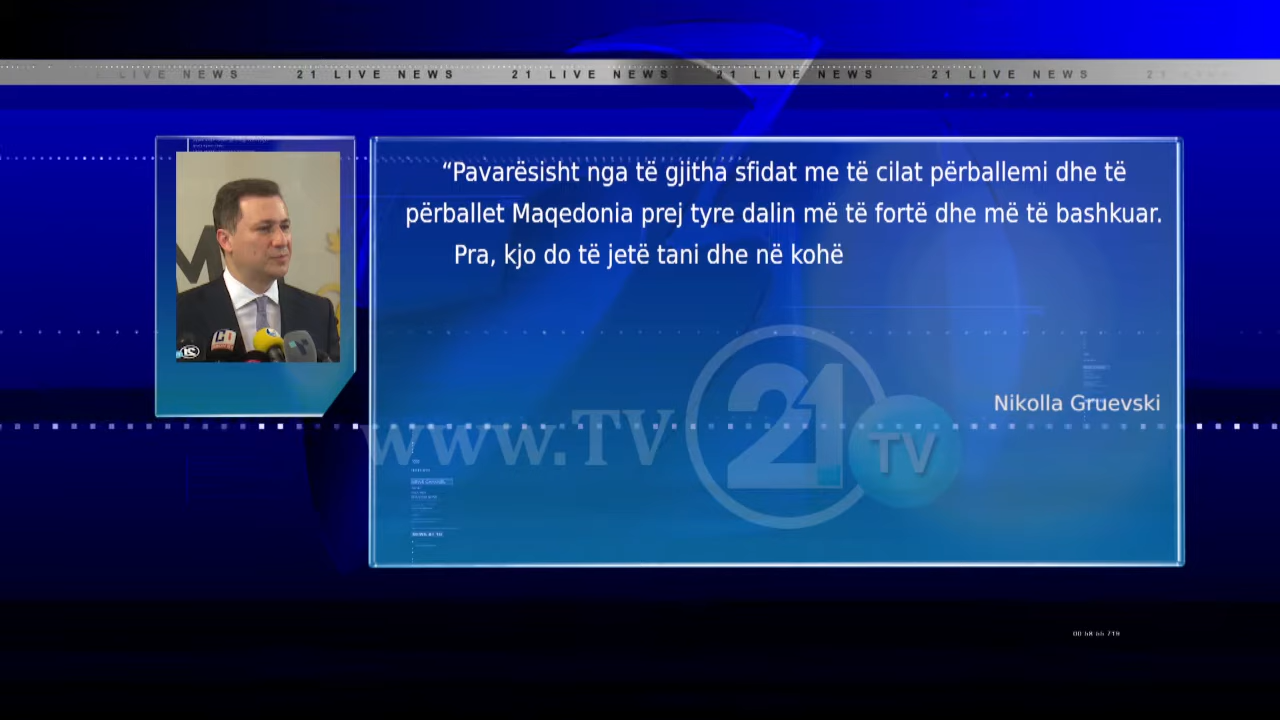 LIVE NEWS 21 LIVE NEWS 21 LIVE NEWS 21 LIVE NEWS 21 LIVE NEWS 21
“Pavarësisht nga të gjitha sfidat me të cilat përballemi dhe të
përballet Maqedonia prej tyre dalin më të fortë dhe më të bashkuar.
Pra, kjo do të jetë tani dhe në kohë
Nikolla Gruevski
www.TV 21 TV